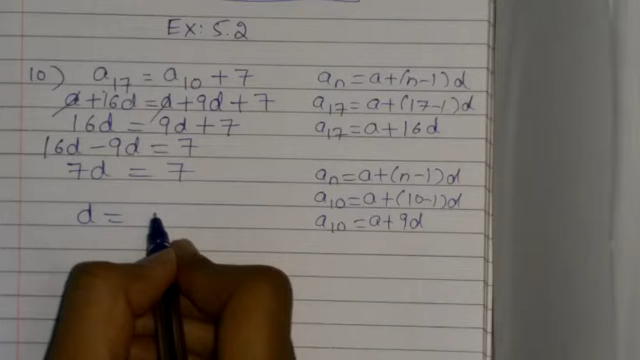 Ex: 5.2
10) a₁₇ = a₁₀ + 7
a+16d = a+9d+7
16d = 9d+7
16d - 9d = 7
7d = 7
d =
aₙ = a+(n-1)d
a₁₇ = a+(17-1)d
a₁₇ = a+16d
aₙ = a+(n-1)d
a₁₀ = a+(10-1)d
a₁₀ = a+9d